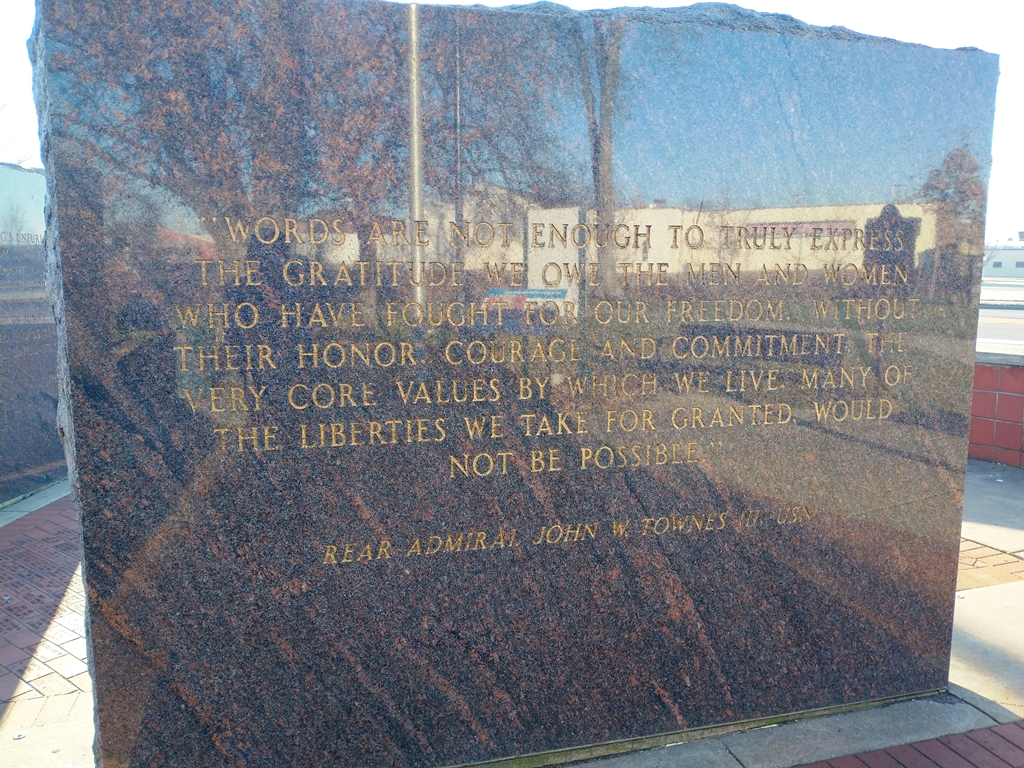 "WORDS ARE NOT ENOUGH TO TRULY EXPRESS
THE GRATITUDE WE OWE THE MEN AND WOMEN
WHO HAVE FOUGHT FOR OUR FREEDOM. WITHOUT
THEIR HONOR, COURAGE AND COMMITMENT, THE
VERY CORE VALUES BY WHICH WE LIVE, MANY OF
THE LIBERTIES WE TAKE FOR GRANTED, WOULD
NOT BE POSSIBLE."
REAR ADMIRAL JOHN W. TOWNES III, USN